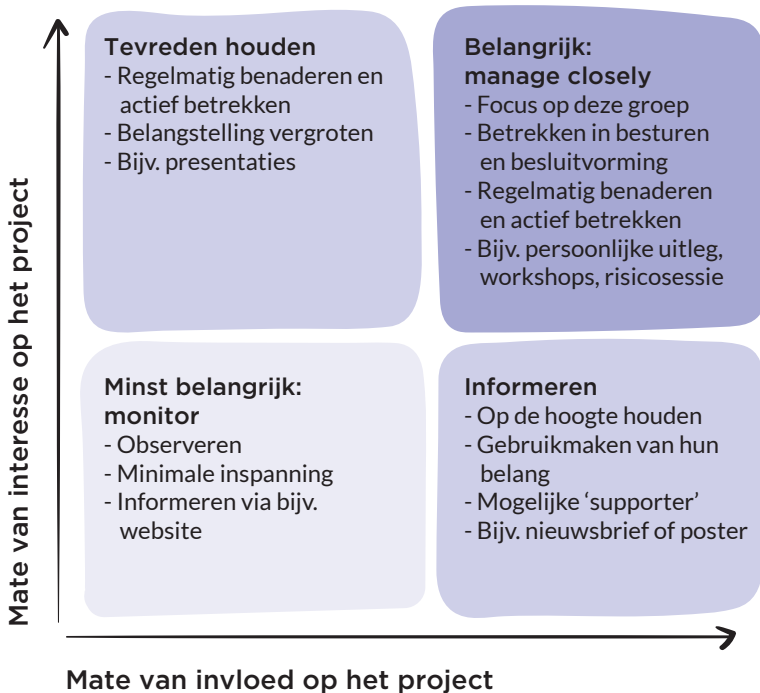 Mate van interesse op het project
Tevreden houden
- Regelmatig benaderen en
actief betrekken
- Belangstelling vergroten
- Bijv. presentaties
Belangrijk:
manage closely
- Focus op deze groep
- Betrekken in besturen
en besluitvorming
- Regelmatig benaderen
en actief betrekken
- Bijv. persoonlijke uitleg,
workshops, risicosessie
Minst belangrijk:
monitor
- Observeren
- Minimale inspanning
- Informeren via bijv.
website
Informeren
- Op de hoogte houden
- Gebruikmaken van hun
belang
- Mogelijke ‘supporter’
- Bijv. nieuwsbrief of poster
Mate van invloed op het project